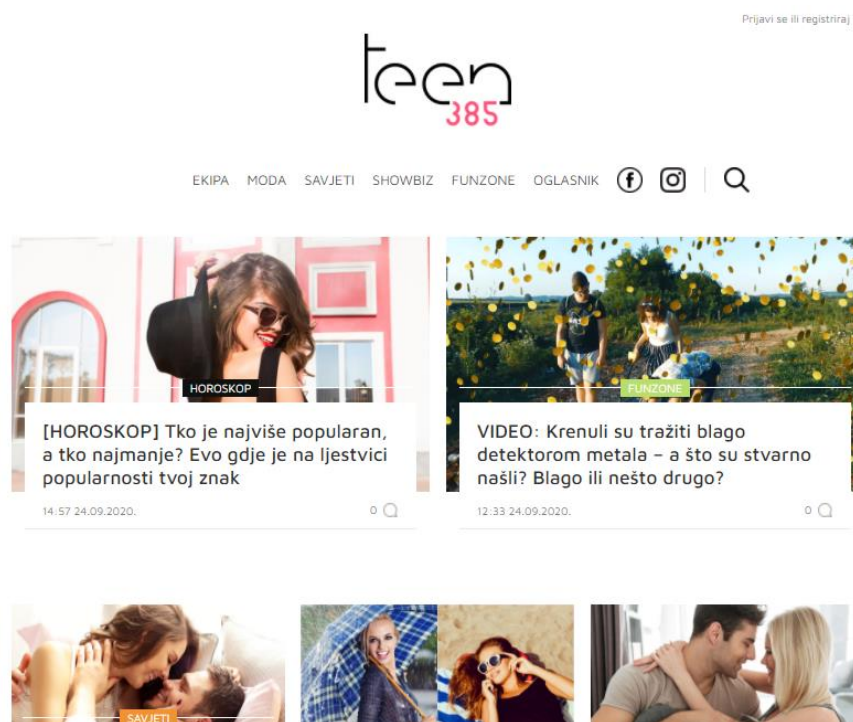 Prijavi se ili registriraj
teen
385
EKIPA MODA SAVJETI SHOWBIZ FUNZONE OGLASNIK
HOROSKOP
[HOROSKOP] Tko je najviše popularan,
a tko najmanje? Evo gdje je na ljestvici
popularnosti tvoj znak
14:57 24.09.2020.
0
FUNZONE
VIDEO: Krenuli su tražiti blago
detektorom metala – a što su stvarno
našli? Blago ili nešto drugo?
12:33 24.09.2020.
0
SAVJETI